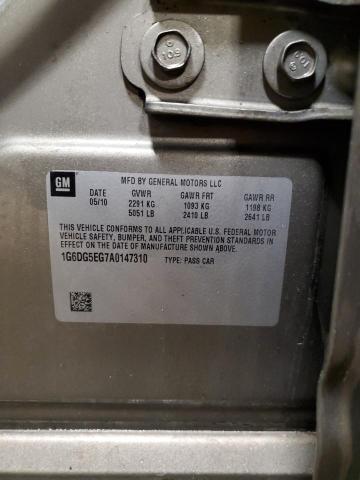 GM
MFD BY GENERAL MOTORS LLC
DATE GVWR GAWR FRT GAWR RR
05/10 2291 KG 1093 KG 1198 KG
5051 LB 2410 LB 2641 LB
THIS VEHICLE CONFORMS TO ALL APPLICABLE U.S. FEDERAL MOTOR
VEHICLE SAFETY, BUMPER, AND THEFT PREVENTION STANDARDS
IN EFFECT ON THE DATE OF MANUFACTURE SHOWN ABOVE.
1G6DG5EG7A0147310 TYPE: PASS CAR